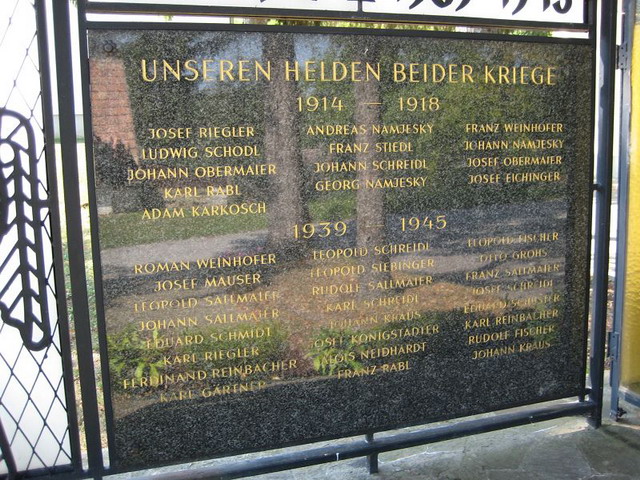 UNSEREN HELDEN BEIDER KRIEGE
1914 — 1918
JOSEF RIEGLER
LUDWIG SCHODL
JOHANN OBERMAIER
KARL RABL
ADAM KARKOSCH
ANDREAS NAMJESKY
FRANZ STIEDL
JOHANN SCHREIDL
GEORG NAMJESKY
FRANZ WEINHOFER
JOHANN NAMJESKY
JOSEF OBERMAIER
JOSEF EICHINGER
1939 — 1945
ROMAN WEINHOFER
JOSEF MAUSER
LEOPOLD SALLMAIER
JOHANN SALLMAIER
EDUARD SCHMIDT
KARL RIEGLER
FERDINAND REINBACHER
KARL GÄRTNER
LEOPOLD SCHREIDL
LEOPOLD SIEBINGER
RUDOLF SALLMAIER
KARL SCHREIDL
JOHANN KRAUS
JOSEF KÖNIGSTADTER
ALOIS NEIDHARDT
FRANZ RABL
LEOPOLD FISCHER
OTTO GROHS
FRANZ SALLMAIER
JOSEF SCHREIDL
SCHUSTER
KARL REINBACHER
RUDOLF FISCHER
JOHANN KRAUS